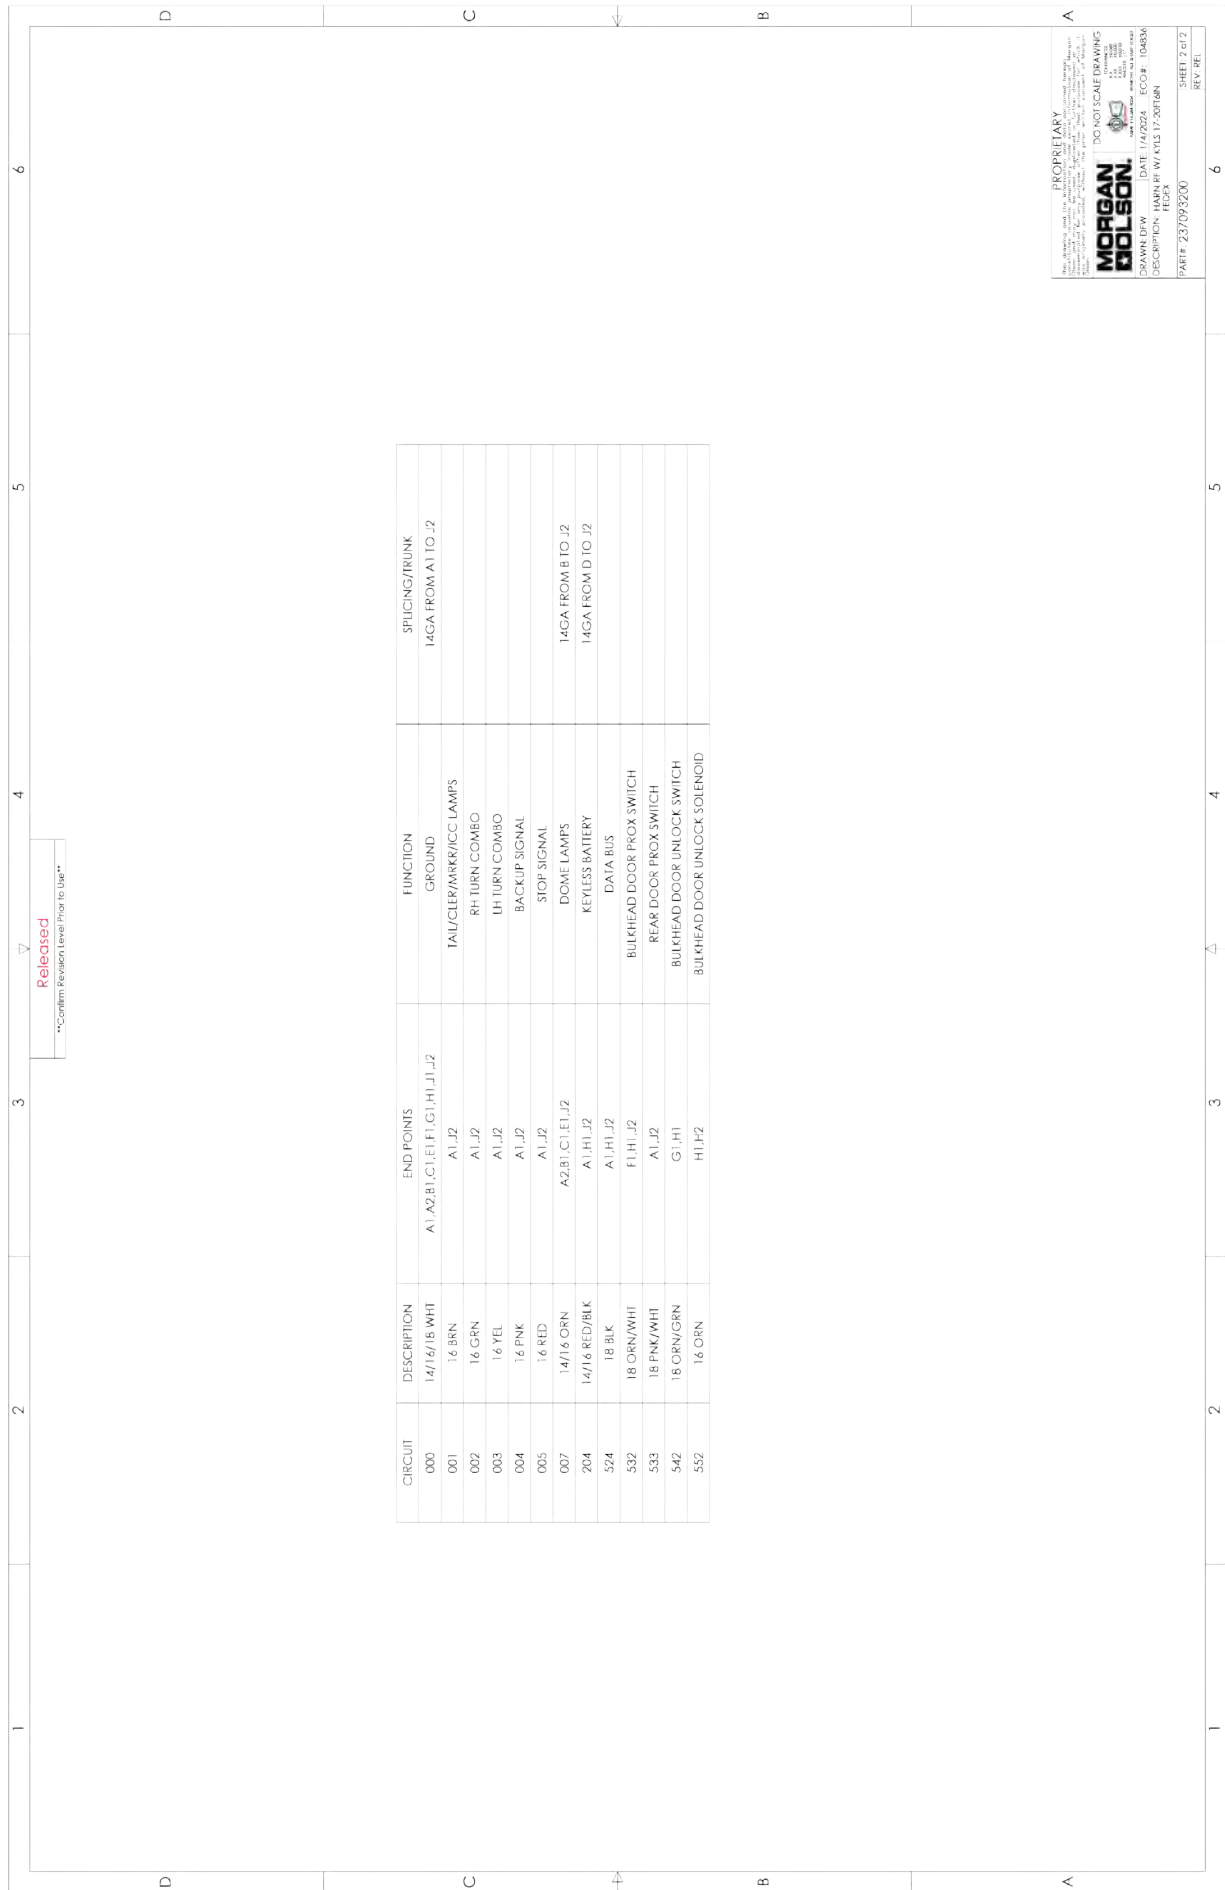 1 2 3 4 5 6
D
C
B
A
Released
**Confirm Revision Level Prior to Use**
CIRCUIT DESCRIPTION END POINTS FUNCTION SPLICING/TRUNK
000 14/16/18 WHT A1,A2,B1,C1,E1,F1,G1,H1,J1,J2 GROUND 14GA FROM A1 TO J2
001 16 BRN A1,J2 TAIL/CLER/MRKR/ICC LAMPS
002 16 GRN A1,J2 RH TURN COMBO
003 16 YEL A1,J2 LH TURN COMBO
004 16 PNK A1,J2 BACKUP SIGNAL
005 16 RED A1,J2 STOP SIGNAL
007 14/16 ORN A2,B1,C1,E1,J2 DOME LAMPS 14GA FROM B TO J2
204 14/16 RED/BLK A1,H1,J2 KEYLESS BATTERY 14GA FROM D TO J2
524 18 BLK A1,H1,J2 DATA BUS
532 18 ORN/WHT F1,H1,J2 BULKHEAD DOOR PROX SWITCH
533 18 PNK/WHT A1,J2 REAR DOOR PROX SWITCH
542 18 ORN/GRN G1,H1 BULKHEAD DOOR UNLOCK SWITCH
552 16 ORN H1,H2 BULKHEAD DOOR UNLOCK SOLENOID
PROPRIETARY
MORGAN OLSON.
DO NOT SCALE DRAWING
DRAWN: DFW DATE: 1/4/2024 ECO#: 104836
DESCRIPTION: HARN RF W/ KYLS 17-20FT6IN
FEDEX
PART#: 237093200 SHEET: 2 of 2
REV: REL
D
C
B
A
1 2 3 4 5 6